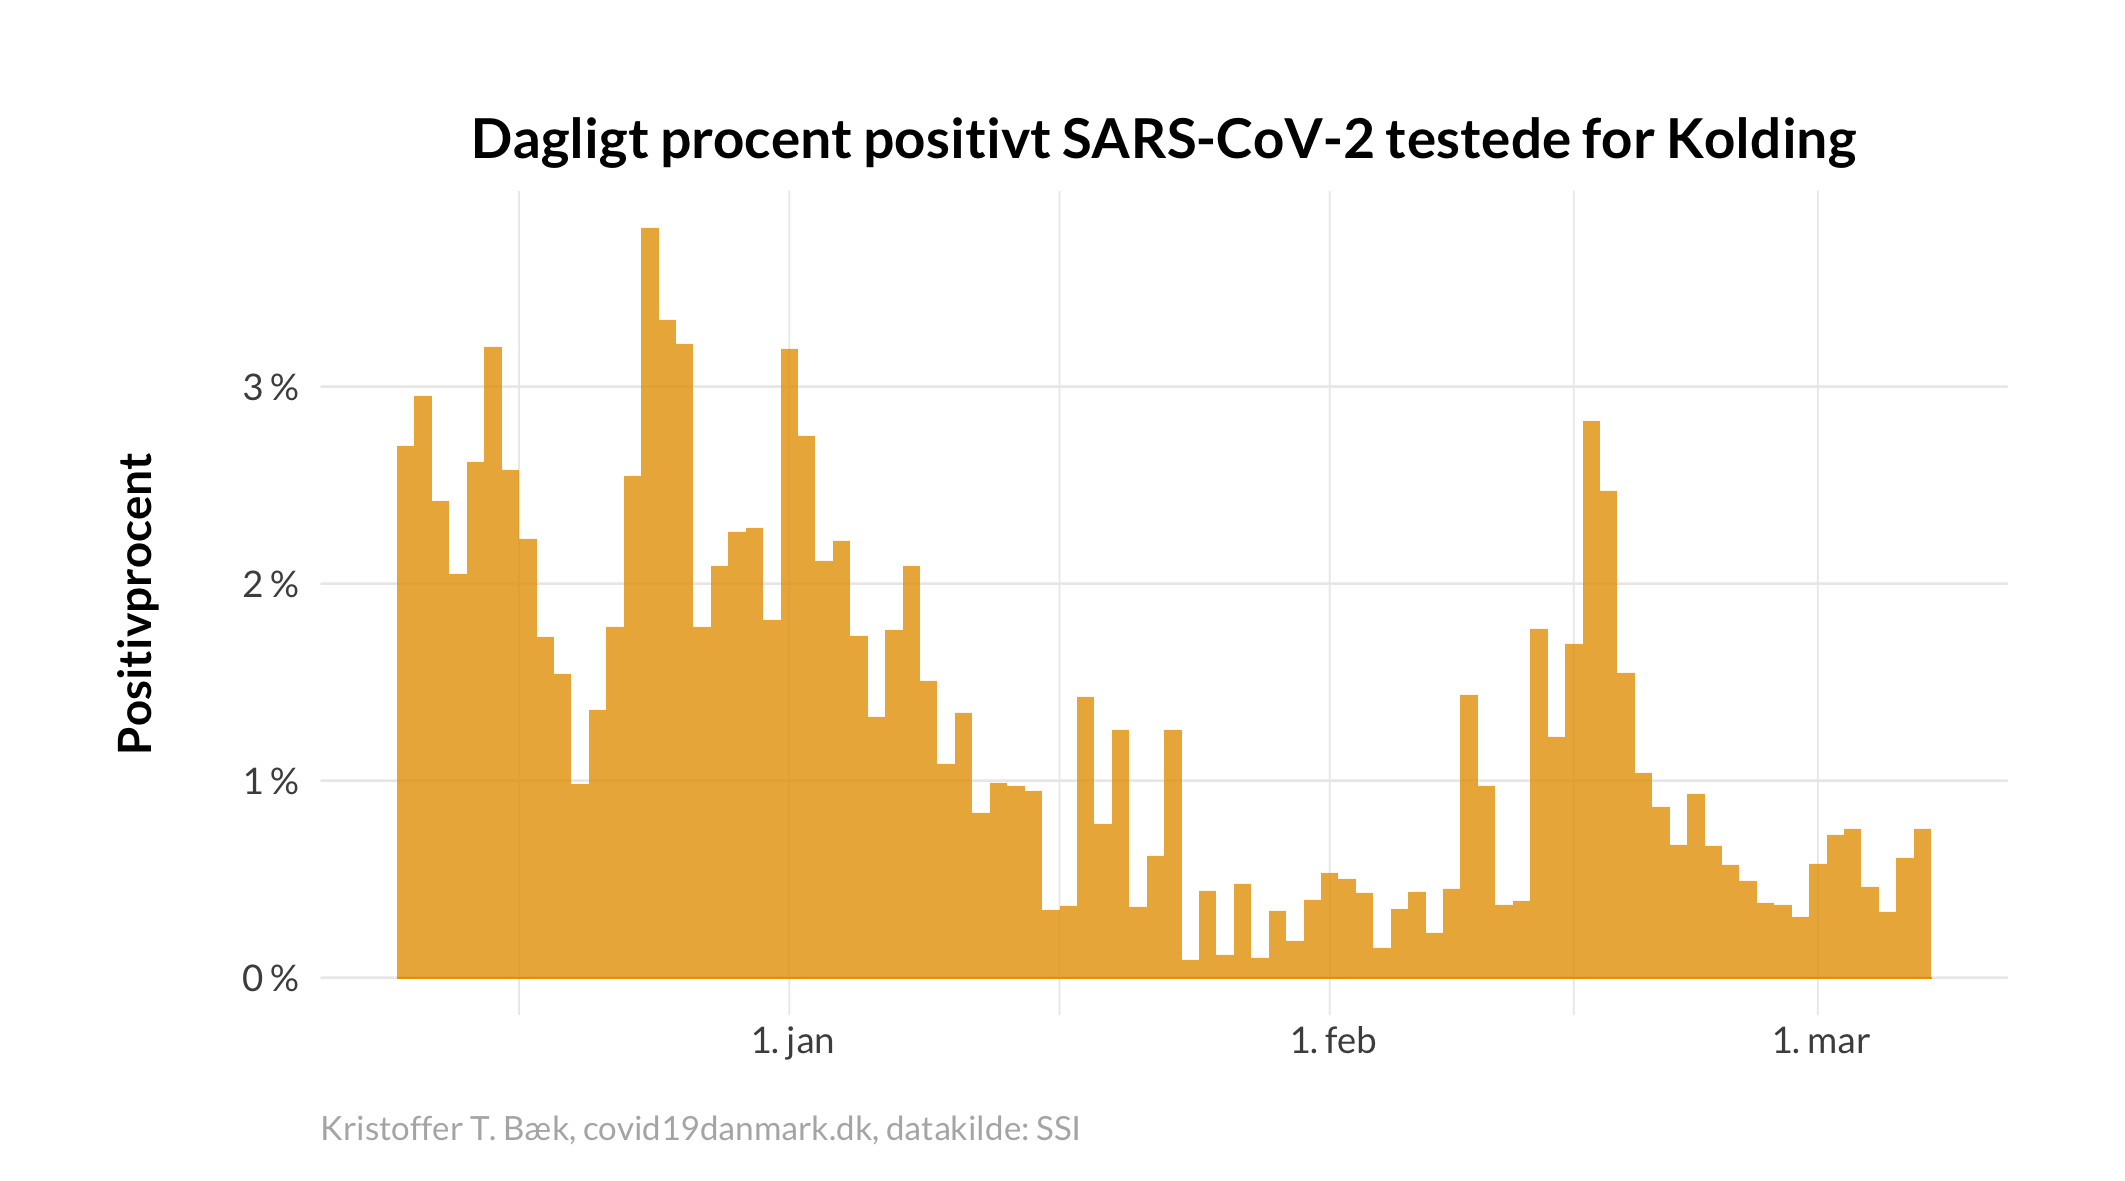 Dagligt procent positivt SARS-CoV-2 testede for Kolding
Positivprocent
3 %
2 %
1 %
0 %
1. jan
1. feb
1. mar
Kristoffer T. Bæk, covid19danmark.dk, datakilde: SSI